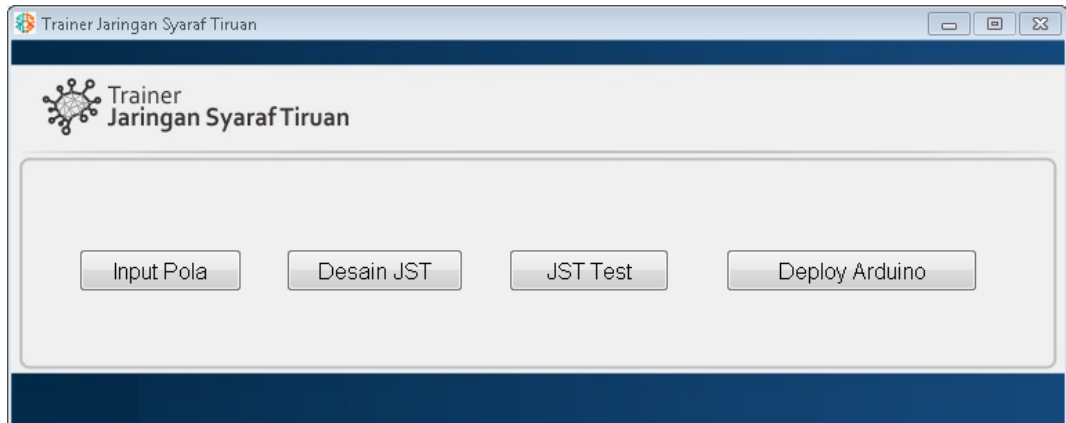 Trainer Jaringan Syaraf Tiruan
Trainer
Jaringan Syaraf Tiruan
Input Pola
Desain JST
JST Test
Deploy Arduino